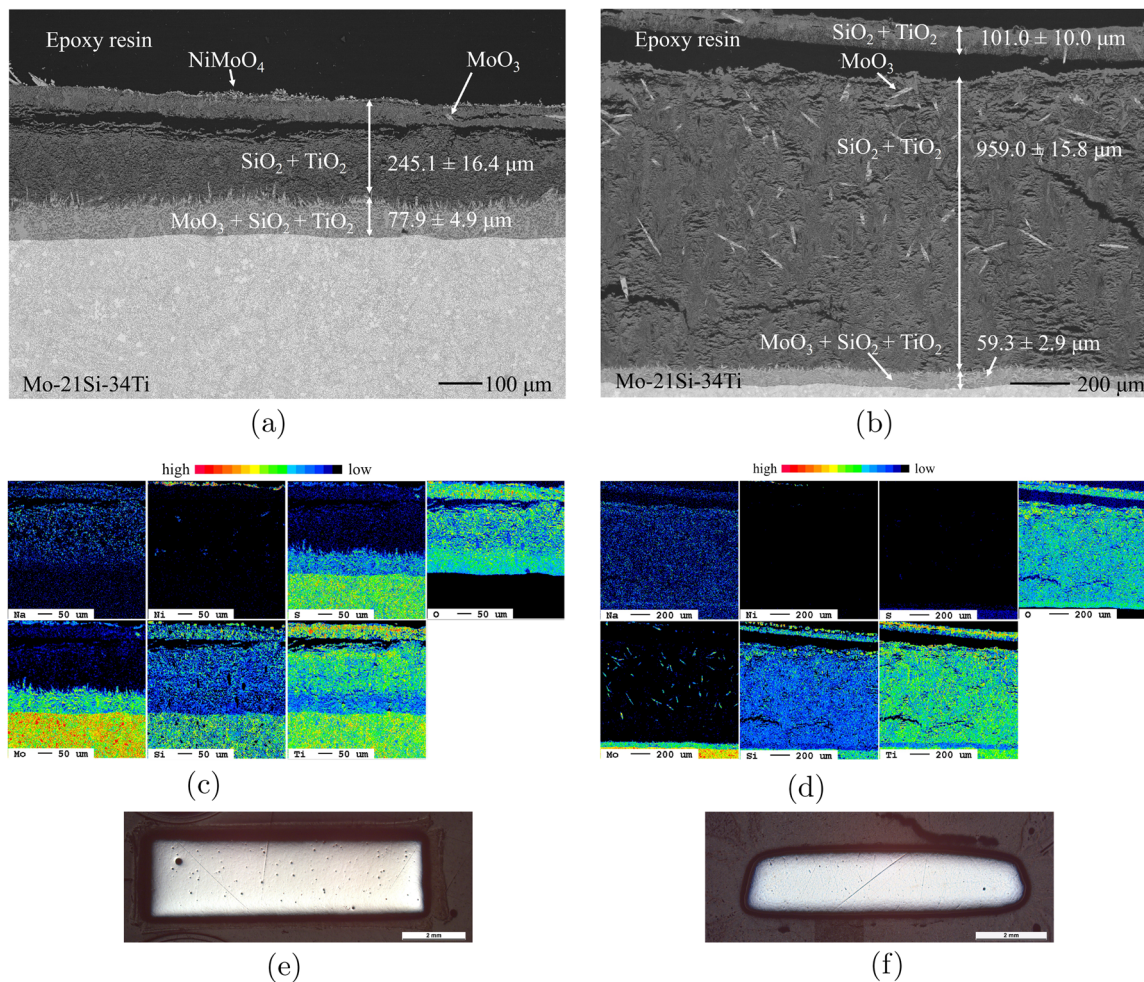 Epoxy resin
NiMoO4
MoO3
SiO2 + TiO2
245.1 ± 16.4 μm
MoO3 + SiO2 + TiO2
77.9 ± 4.9 μm
Mo-21Si-34Ti
100 μm
(a)
Epoxy resin
SiO2 + TiO2
101.0 ± 10.0 μm
MoO3
SiO2 + TiO2
959.0 ± 15.8 μm
MoO3 + SiO2 + TiO2
59.3 ± 2.9 μm
Mo-21Si-34Ti
200 μm
(b)
high low
Na 50 um
Ni 50 um
S 50 um
O 50 um
Mo 50 um
Si 50 um
Ti 50 um
(c)
high low
Na 200 um
Ni 200 um
S 200 um
O 200 um
Mo 200 um
Si 200 um
Ti 200 um
(d)
2 mm
(e)
2 mm
(f)